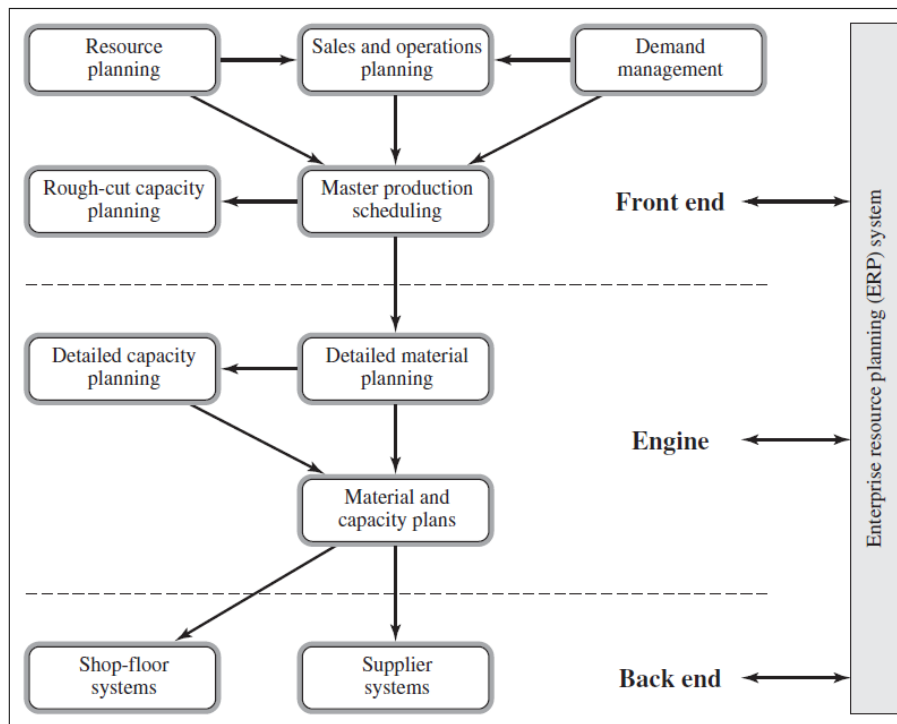 Resource
planning
Sales and operations
planning
Demand
management
Rough-cut capacity
planning
Master production
scheduling
Front end
Detailed capacity
planning
Detailed material
planning
Engine
Material and
capacity plans
Shop-floor
systems
Supplier
systems
Back end
Enterprise resource planning (ERP) system